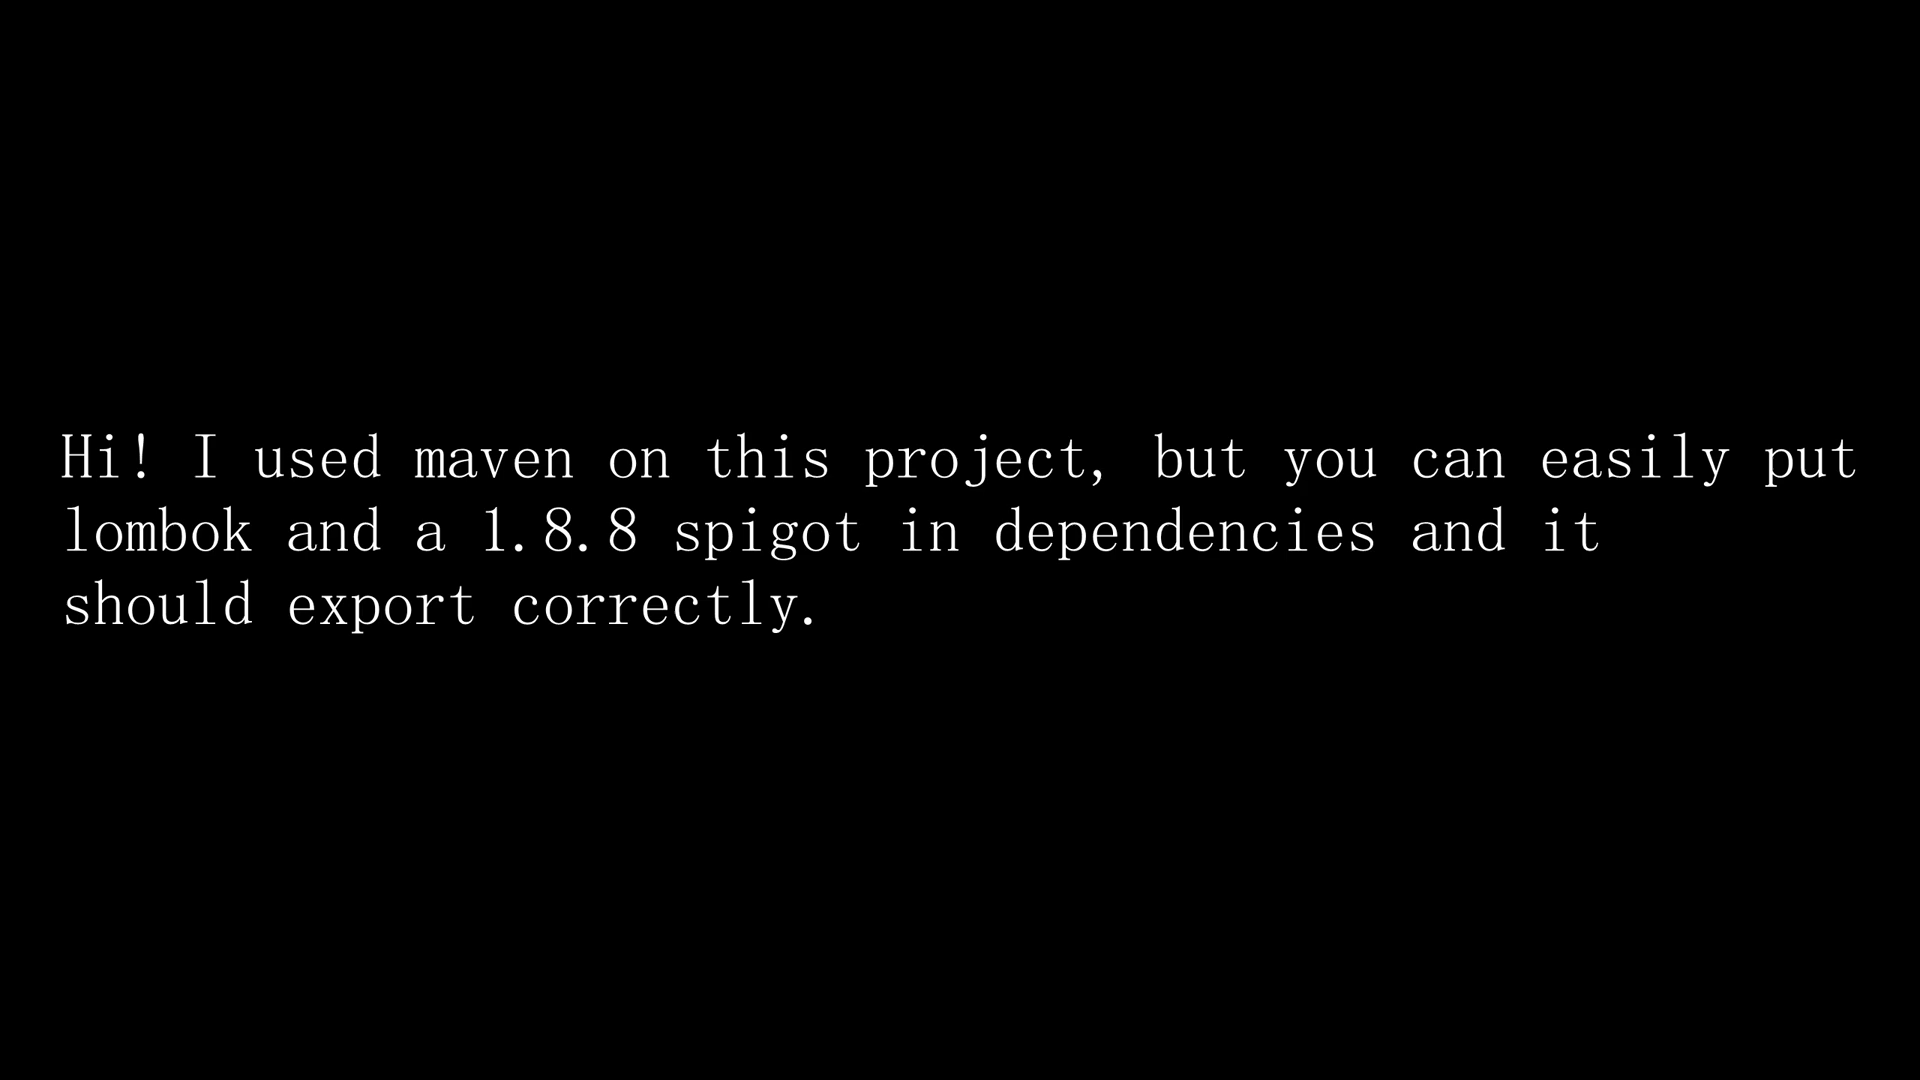 Hi! I used maven on this project, but you can easily put
lombok and a 1.8.8 spigot in dependencies and it
should export correctly.